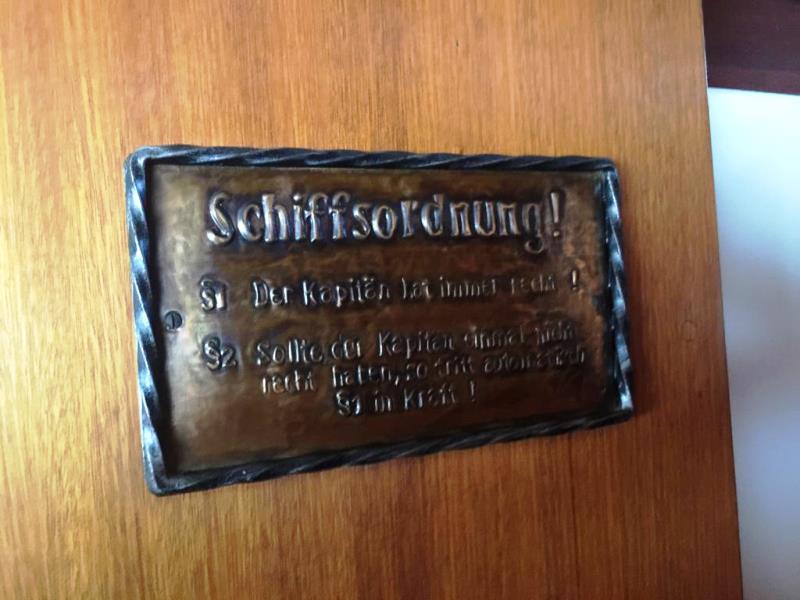 Schiffsordnung!
§1 Der Kapitän hat immer recht !
§2 Sollte der Kapitän einmal nicht
recht haben, so tritt automatisch
§1 in Kraft !